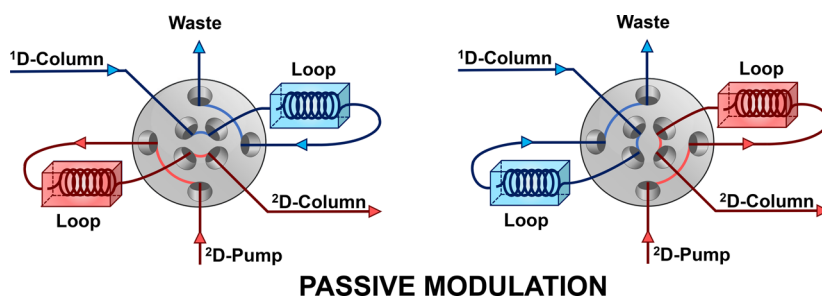 Waste
¹D-Column
Loop
Loop
²D-Column
²D-Pump
Waste
¹D-Column
Loop
Loop
²D-Column
²D-Pump
PASSIVE MODULATION